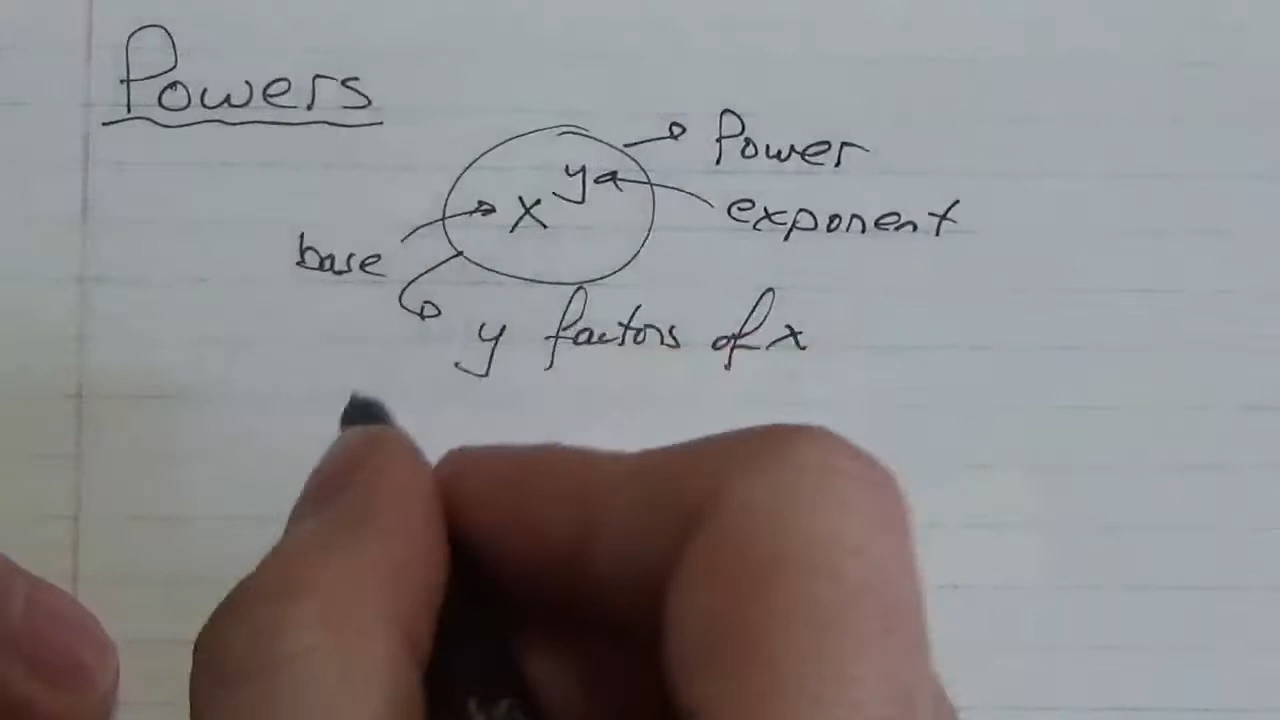 Powers
Power
x^y
exponent
base
y factors of x